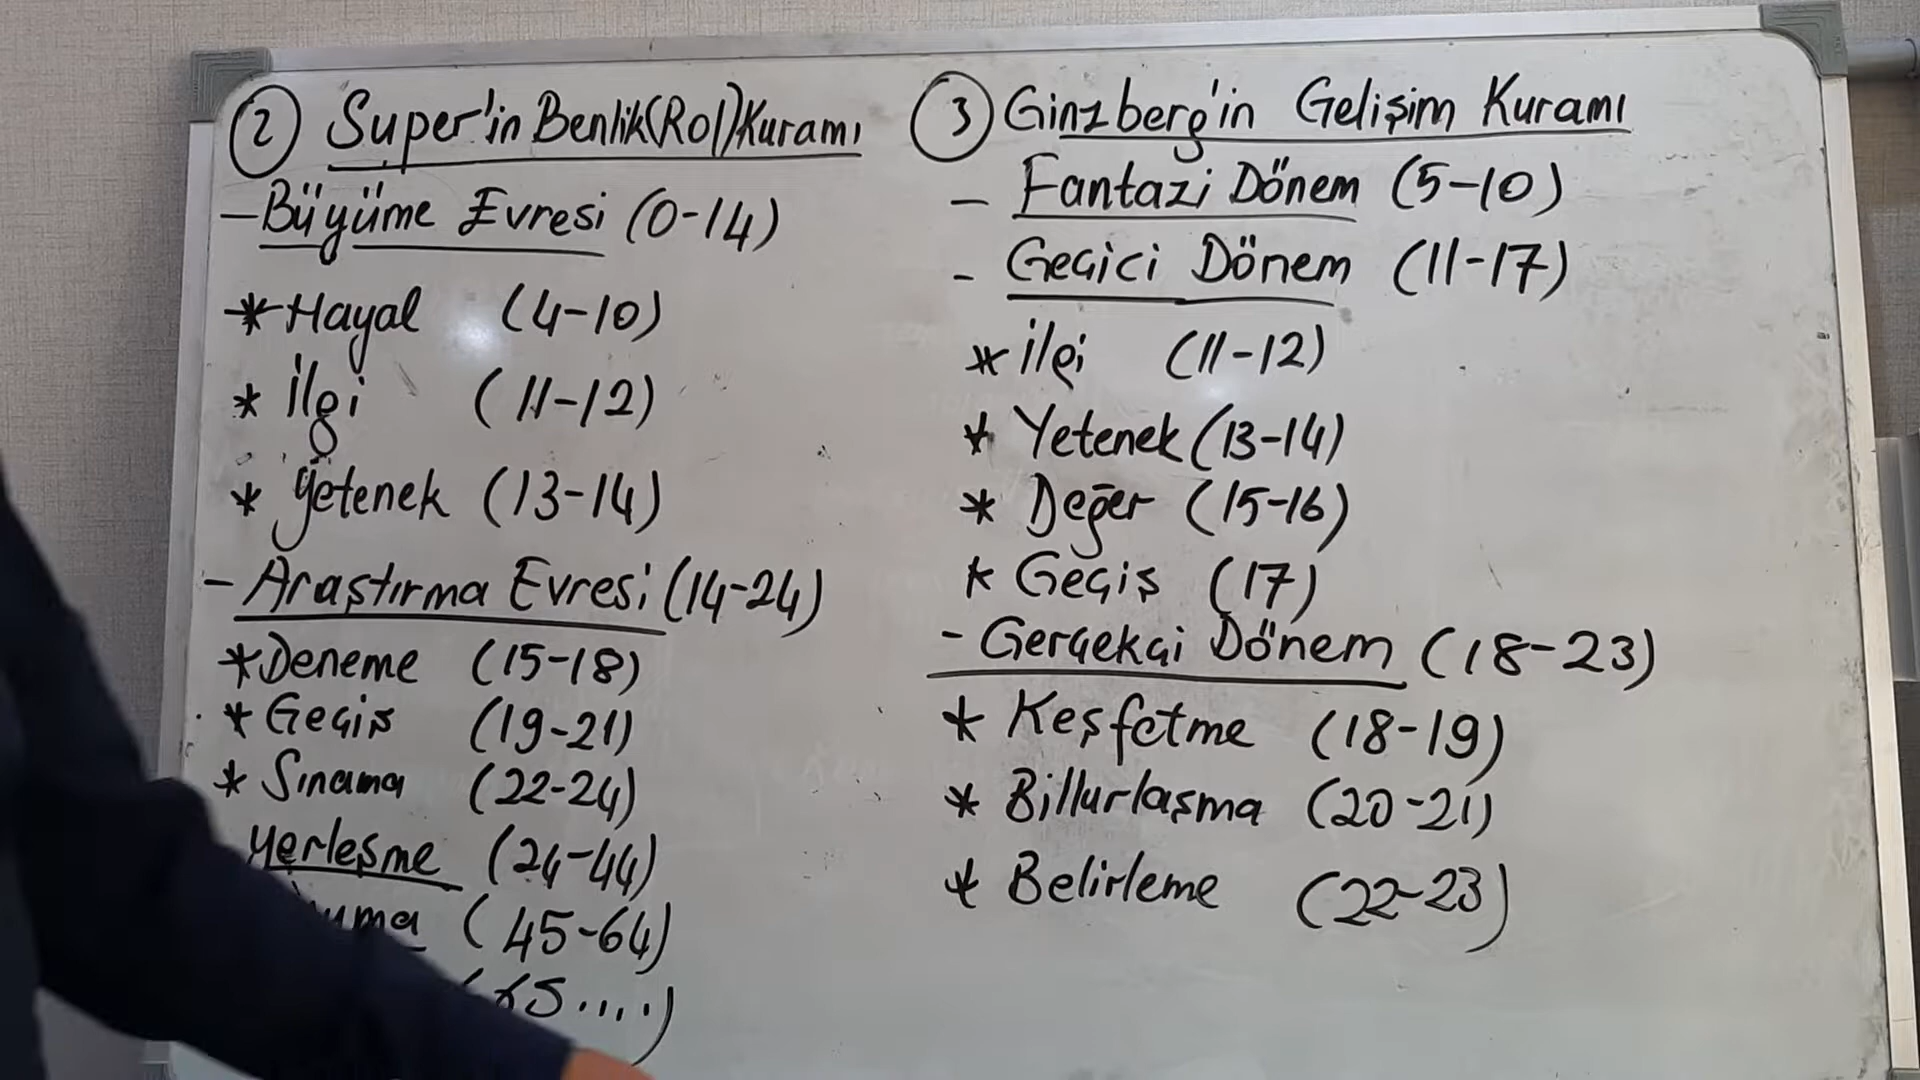 ② Super'in Benlik(Rol)Kuramı
- Büyüme Evresi (0-14)
* Hayal (4-10)
* İlgi (11-12)
* Yetenek (13-14)
- Araştırma Evresi (14-24)
* Deneme (15-18)
* Geçiş (19-21)
* Sınama (22-24)
Yerleşme (24-44)
(45-64)
(65....)
③ Ginzberg'in Gelişim Kuramı
- Fantazi Dönem (5-10)
- Geçici Dönem (11-17)
* İlgi (11-12)
* Yetenek (13-14)
* Değer (15-16)
* Geçiş (17)
- Gerçekçi Dönem (18-23)
* Keşfetme (18-19)
* Billurlaşma (20-21)
* Belirleme (22-23)